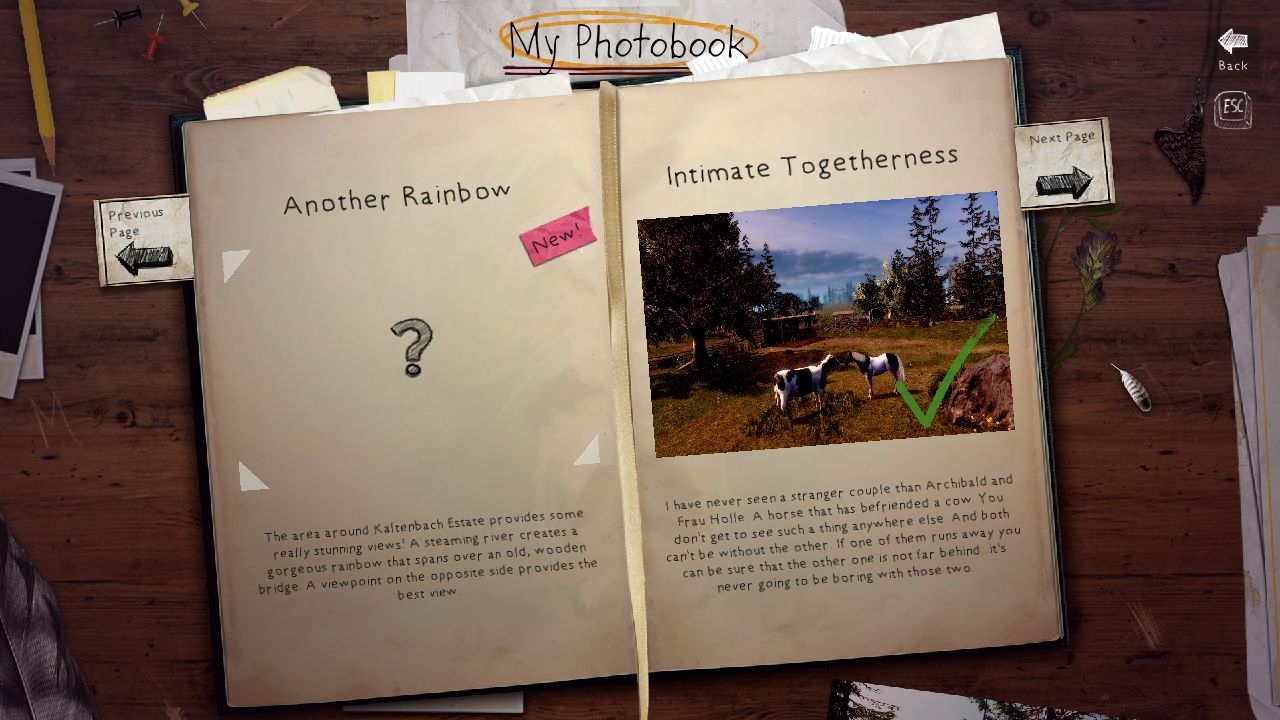 My Photobook
Back
ESC
Previous
Page
Next Page
Another Rainbow
New!
?
The area around Kaltenbach Estate provides some
really stunning views! A steaming river creates a
gorgeous rainbow that spans over an old, wooden
bridge. A viewpoint on the opposite side provides the
best view.
Intimate Togetherness
I have never seen a stranger couple than Archibald and
Frau Holle. A horse that has befriended a cow. You
don't get to see such a thing anywhere else. And both
can't be without the other. If one of them runs away you
can be sure that the other one is not far behind...it's
never going to be boring with those two.